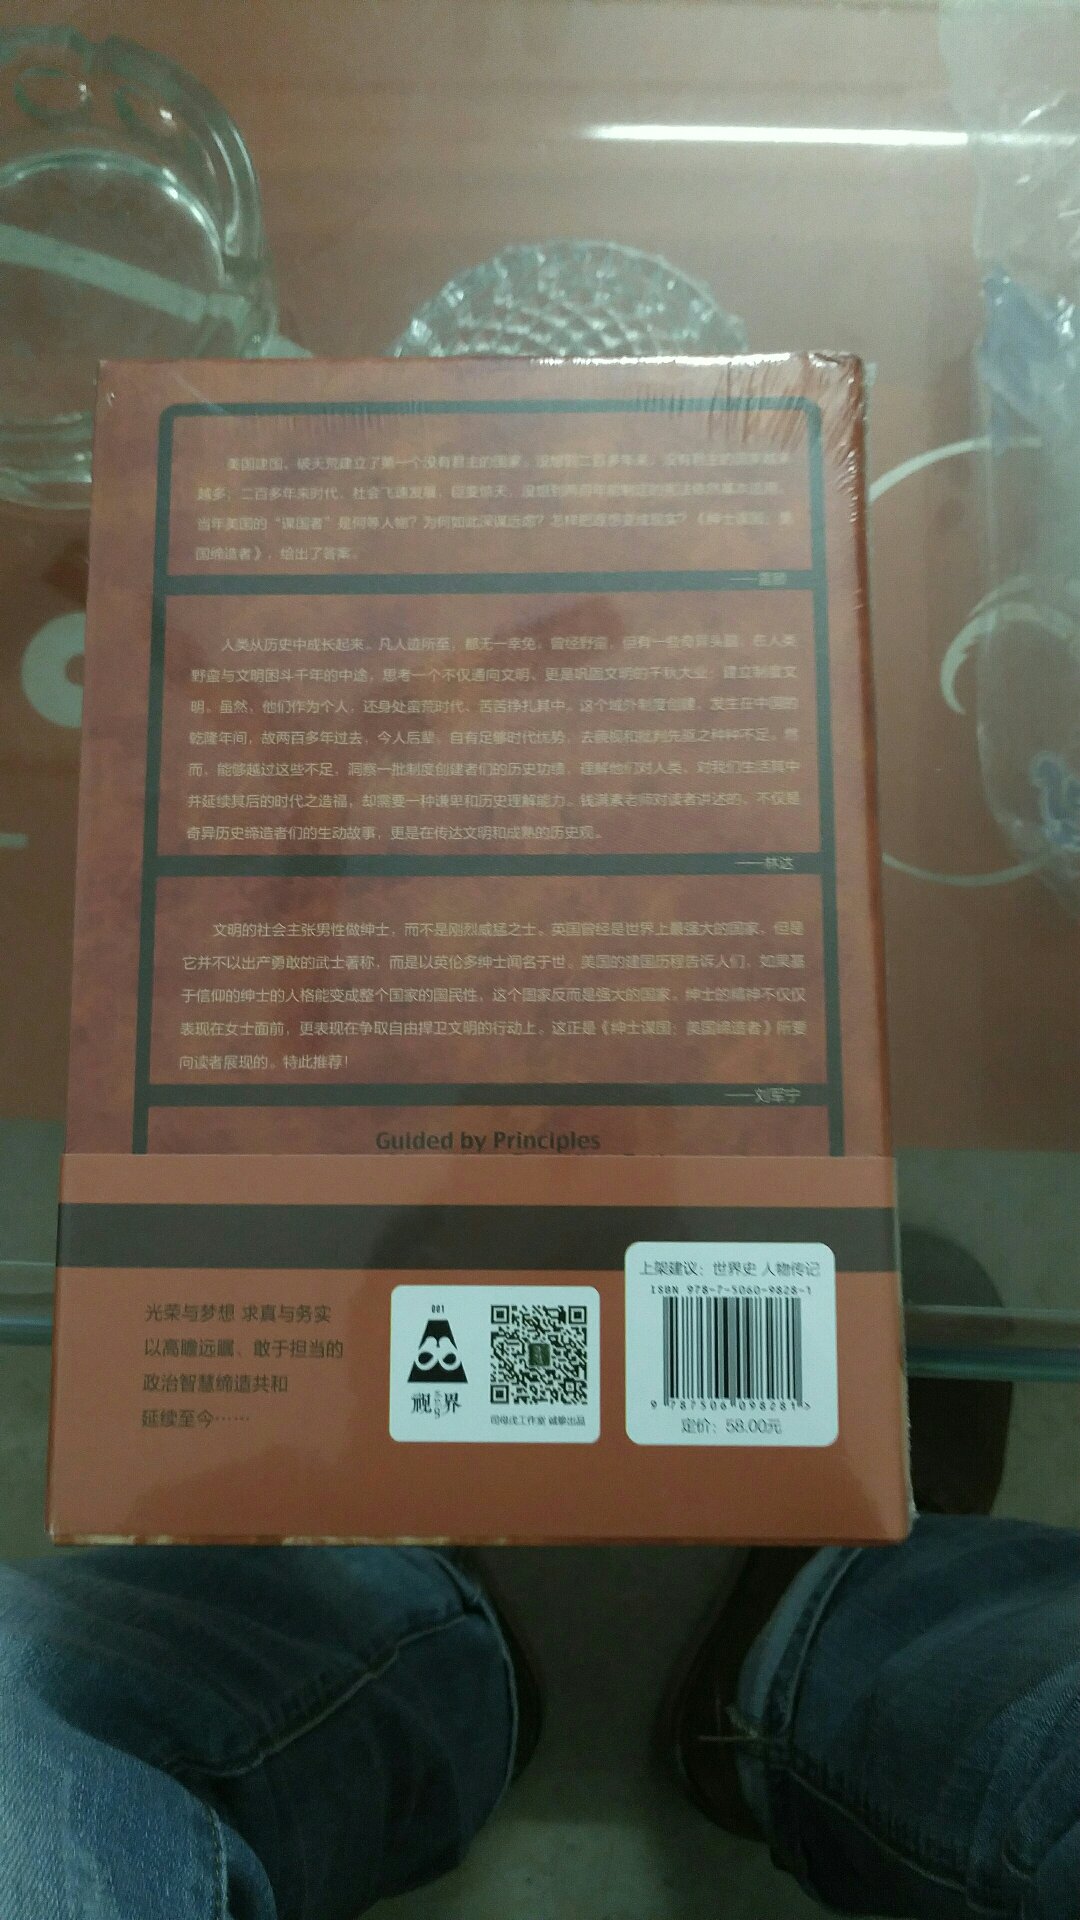 美国建国，破天荒建立了第一个没有君主的国家。没想到二百多年来，没有君主的国家越来
越多；二百多年来时代、社会飞速发展，巨变惊天，没想到两百年前制定的宪法依然基本适用。
当年美国的“谋国者”是何等人物？为何如此深谋远虑？怎样把理想变成现实？《绅士谋国：美
国缔造者》，给出了答案。
人类从历史中成长起来。凡人迹所至，都无一幸免，曾经野蛮，但有一些奇异头脑，在人类
野蛮与文明困斗千年的中途，思考一个不仅通向文明、更是巩固文明的千秋大业：建立制度文
明。虽然，他们作为个人，还身处蛮荒时代、苦苦挣扎其中。这个域外制度创建，发生在中国的
乾隆年间，故两百多年过去，今人后辈，自有足够时代优势，去藐视和批判先驱之种种不足。然
而，能够越过这些不足，洞察一批制度创建者们的历史功绩，理解他们对人类、对我们生活其中
并延续其后的时代之造福，却需要一种谦卑和历史理解能力。钱满素老师对读者讲述的，不仅是
奇异历史缔造者们的生动故事，更是在传达文明和成熟的历史观。
——林达
文明的社会主张男性做绅士，而不是刚烈威猛之士。英国曾经是世界上最强大的国家，但是
它并不以出产勇敢的武士著称，而是以英伦多绅士闻名于世。美国的建国历程告诉人们，如果基
于信仰的绅士的人格能变成整个国家的国民性，这个国家反而是强大的国家。绅士的精神不仅仅
表现在女士面前，更表现在争取自由捍卫文明的行动上。这正是《绅士谋国：美国缔造者》所要
向读者展现的。特此推荐！
——刘军宁
Guided by Principles
光荣与梦想 求真与务实
以高瞻远瞩、敢于担当的
政治智慧缔造共和
延续至今……
001
视界
司母戊工作室 诚挚出品
上架建议：世界史 人物传记
ISBN 978-7-5060-9828-1
9 787506 098281 >
定价：58.00元